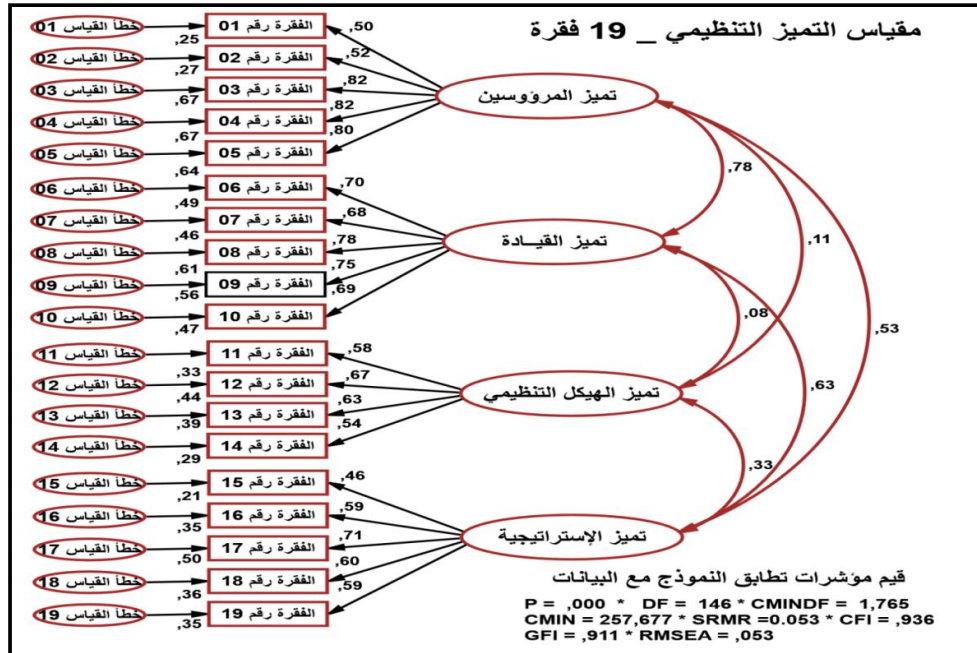 مقياس التميز التنظيمي _ 19 فقرة
خطأ القياس 01
,25
الفقرة رقم 01
,50
خطأ القياس 02
,27
الفقرة رقم 02
,52
خطأ القياس 03
,67
الفقرة رقم 03
,82
خطأ القياس 04
,67
الفقرة رقم 04
,82
خطأ القياس 05
,64
الفقرة رقم 05
,80
تميز المرؤوسين
خطأ القياس 06
,49
الفقرة رقم 06
,70
خطأ القياس 07
,46
الفقرة رقم 07
,68
خطأ القياس 08
,61
الفقرة رقم 08
,78
خطأ القياس 09
,56
الفقرة رقم 09
,75
خطأ القياس 10
,47
الفقرة رقم 10
,69
تميز القيــادة
خطأ القياس 11
,33
الفقرة رقم 11
,58
خطأ القياس 12
,44
الفقرة رقم 12
,67
خطأ القياس 13
,39
الفقرة رقم 13
,63
خطأ القياس 14
,29
الفقرة رقم 14
,54
تميز الهيكل التنظيمي
خطأ القياس 15
,21
الفقرة رقم 15
,46
خطأ القياس 16
,35
الفقرة رقم 16
,59
خطأ القياس 17
,50
الفقرة رقم 17
,71
خطأ القياس 18
,36
الفقرة رقم 18
,60
خطأ القياس 19
,35
الفقرة رقم 19
,59
تميز الإستراتيجية
,78
,11
,08
,53
,63
,33
قيم مؤشرات تطابق النموذج مع البيانات
P = ,000 * DF = 146 * CMINDF = 1,765
CMIN = 257,677 * SRMR =0.053 * CFI = ,936
GFI = ,911 * RMSEA = ,053